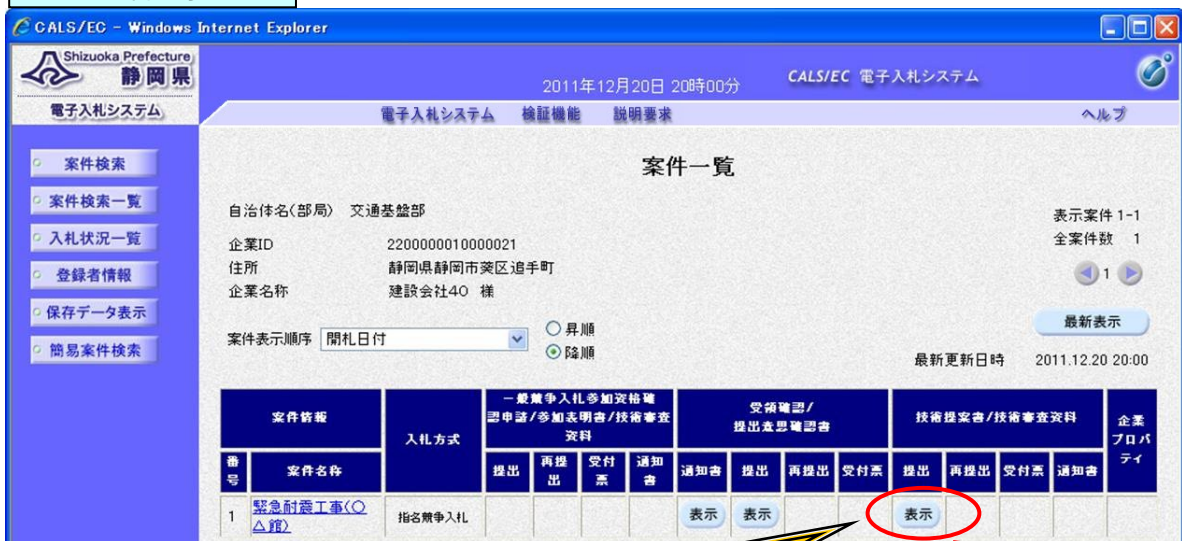 CALS/EC - Windows Internet Explorer
Shizuoka Prefecture
静岡県
電子入札システム
2011年12月20日 20時00分
CALS/EC 電子入札システム
電子入札システム 検証機能 説明要求 ヘルプ
案件検索
案件検索一覧
入札状況一覧
登録者情報
保存データ表示
簡易案件検索
案件一覧
自治体名(部局) 交通基盤部
表示案件 1-1
企業ID 2200000010000021
全案件数 1
住所 静岡県静岡市葵区追手町
1
企業名称 建設会社40 様
案件表示順序 開札日付
昇順
降順
最新表示
最新更新日時 2011.12.20 20:00
案件情報
入札方式
一般競争入札参加資格確
認申請/参加表明書/技術審査
資料
受領確認/
提出意思確認書
技術提案書/技術審査資料
企業
プロパ
ティ
番
号
案件名称
提出
再提
出
受付
票
通知
書
通知書 提出 再提出 受付票
提出 再提出 受付票 通知書
1 緊急耐震工事(○
△館)
指名競争入札
表示 表示 表示